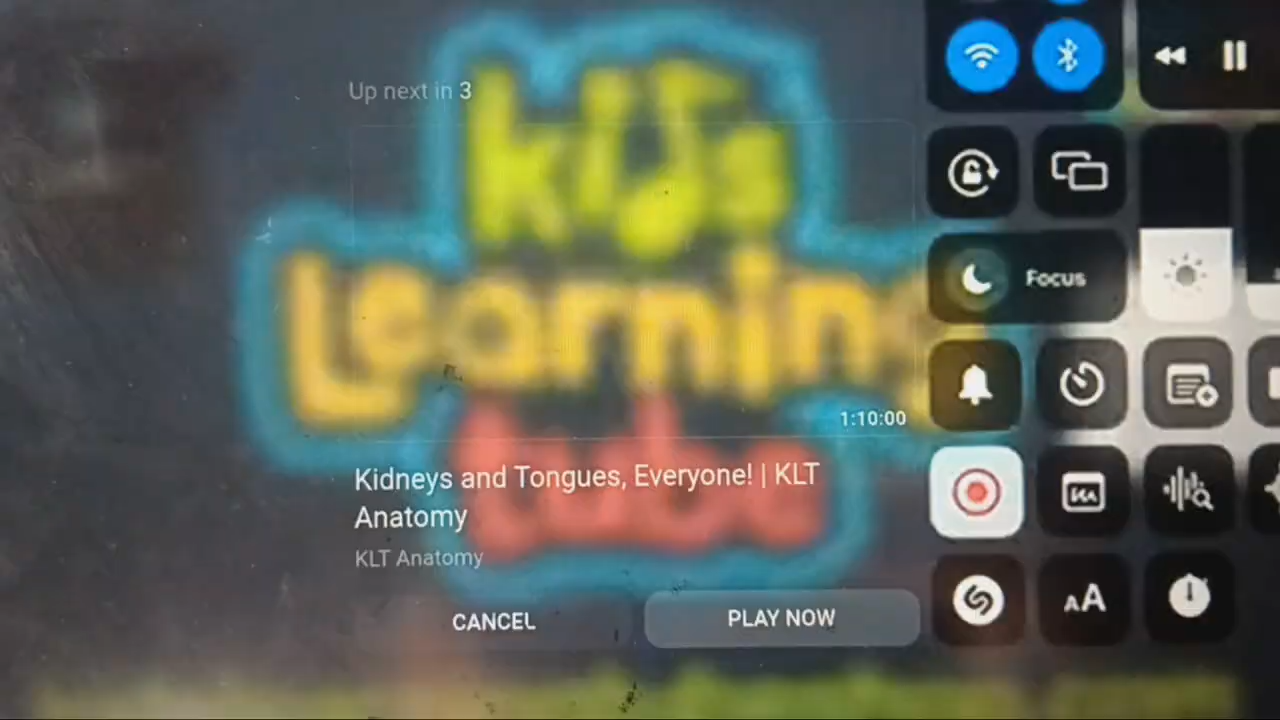 Up next in 3
KIDS
Learning
tube
1:10:00
Kidneys and Tongues, Everyone! | KLT
Anatomy
KLT Anatomy
CANCEL
PLAY NOW
Focus
AA